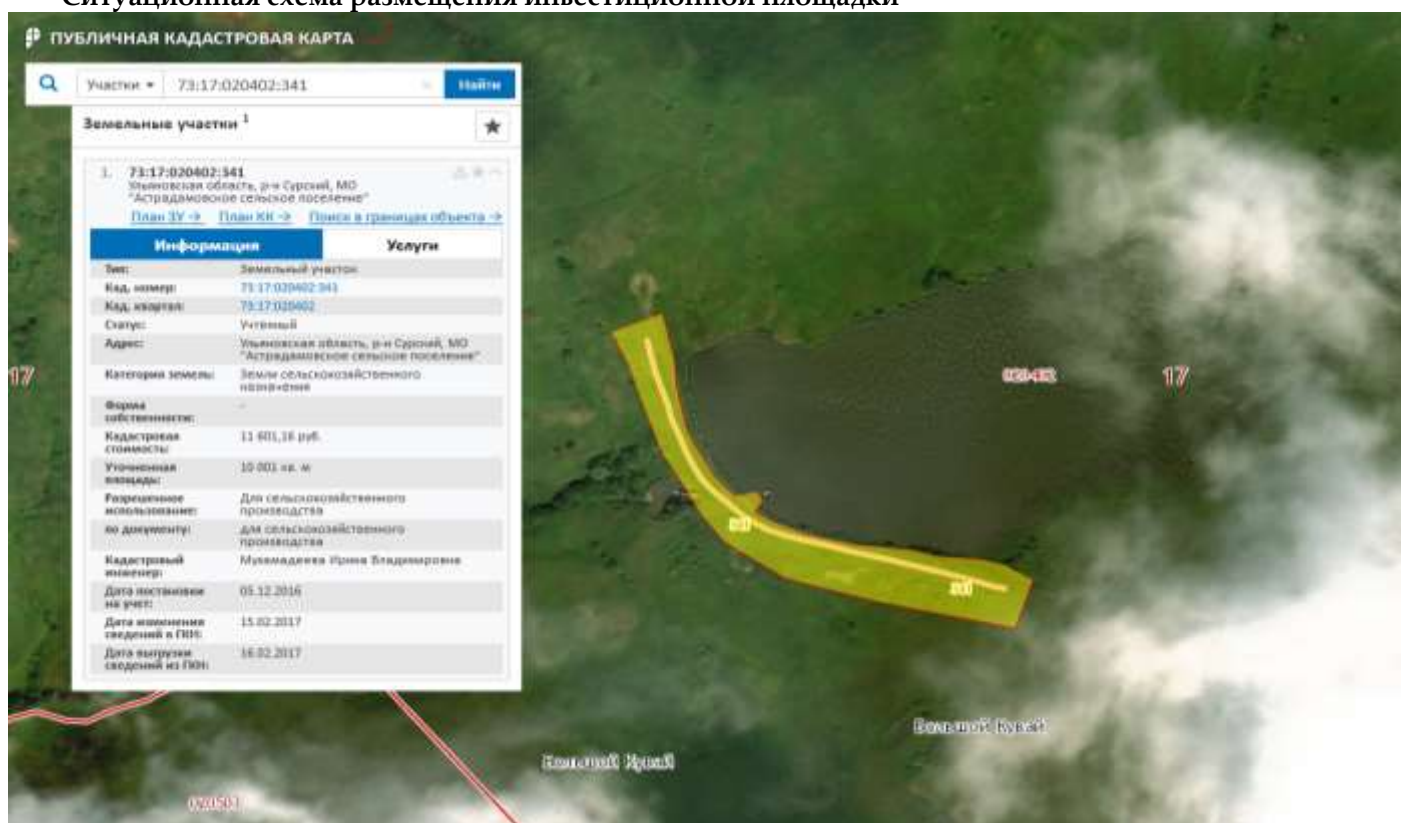 Ситуационная схема размещения инвестиционной площадки
ПУБЛИЧНАЯ КАДАСТРОВАЯ КАРТА
Участки 73:17:020402:341 Найти
Земельные участки 1
1. 73:17:020402:341
Ульяновская область, р-н Сурский, МО
"Астрадамовское сельское поселение"
План ЗУ → План КК → Поиск в границах объекта →
Информация Услуги
Тип: Земельный участок
Кад. номер: 73:17:020402:341
Кад. квартал: 73:17:020402
Статус: Учтенный
Адрес: Ульяновская область, р-н Сурский, МО
"Астрадамовское сельское поселение"
Категория земель: Земли сельскохозяйственного
назначения
Форма
собственности: -
Кадастровая 11 601,16 руб.
стоимость:
Уточненная 10 001 кв. м
площадь:
Разрешенное Для сельскохозяйственного
использование: производства
по документу: для сельскохозяйственного
производства
Кадастровый Мухамадеева Ирина Владимировна
инженер:
Дата постановки 05.12.2016
на учет:
Дата изменения 15.02.2017
сведений в ГКН:
Дата выгрузки 16.02.2017
сведений из ГКН:
17
020402 17
Большой Кувай
Большой Кувай